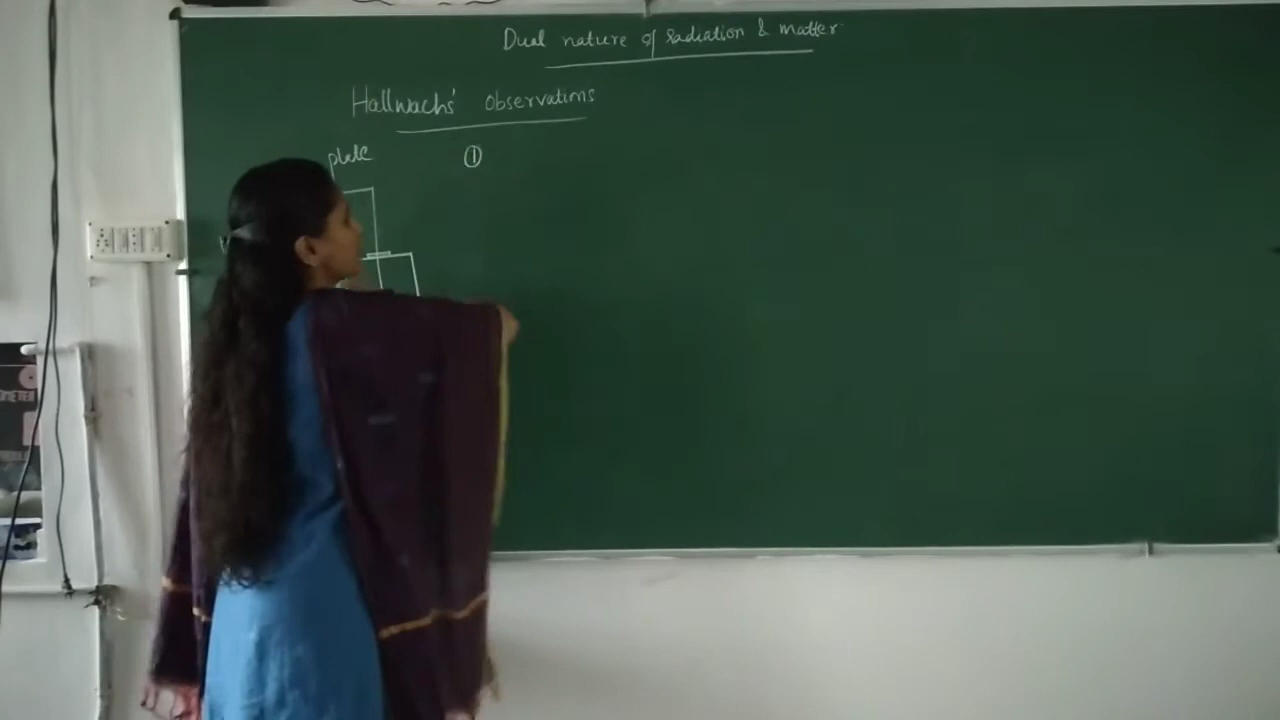 Dual nature of radiation & matter
Hallwachs' observations
plate
①